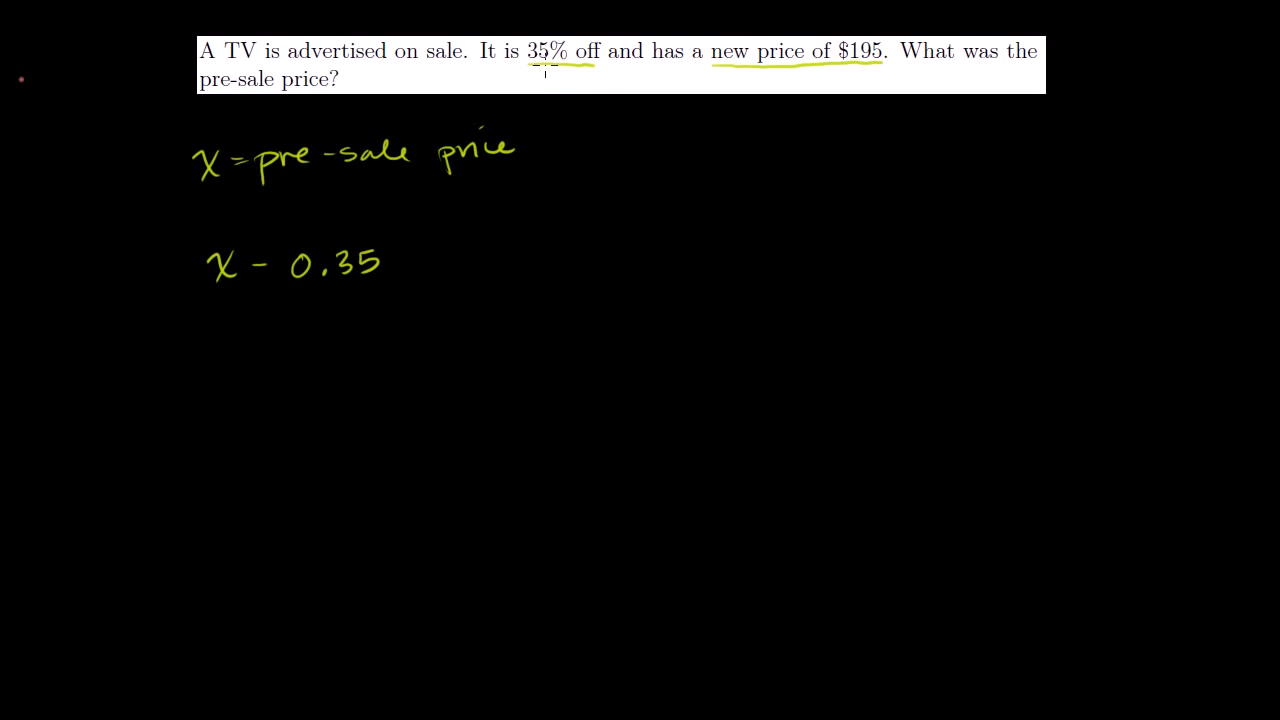 A TV is advertised on sale. It is 35% off and has a new price of $195. What was the
pre-sale price?
x = pre-sale price
x - 0.35